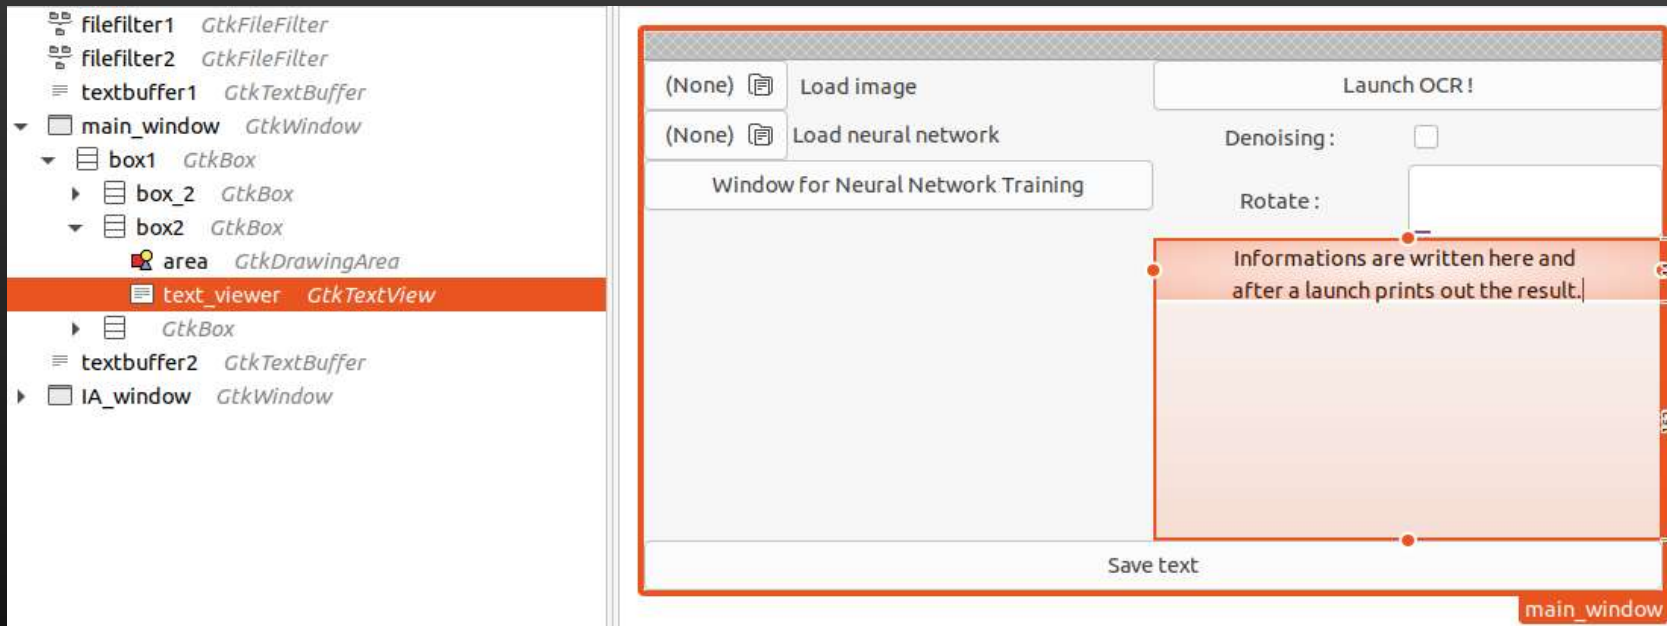 filefilter1 GtkFileFilter
filefilter2 GtkFileFilter
textbuffer1 GtkTextBuffer
main_window GtkWindow
box1 GtkBox
box_2 GtkBox
box2 GtkBox
area GtkDrawingArea
text_viewer GtkTextView
GtkBox
textbuffer2 GtkTextBuffer
IA_window GtkWindow
(None) Load image
(None) Load neural network
Window for Neural Network Training
Launch OCR !
Denoising :
Rotate :
Informations are written here and
after a launch prints out the result.
Save text
main_window